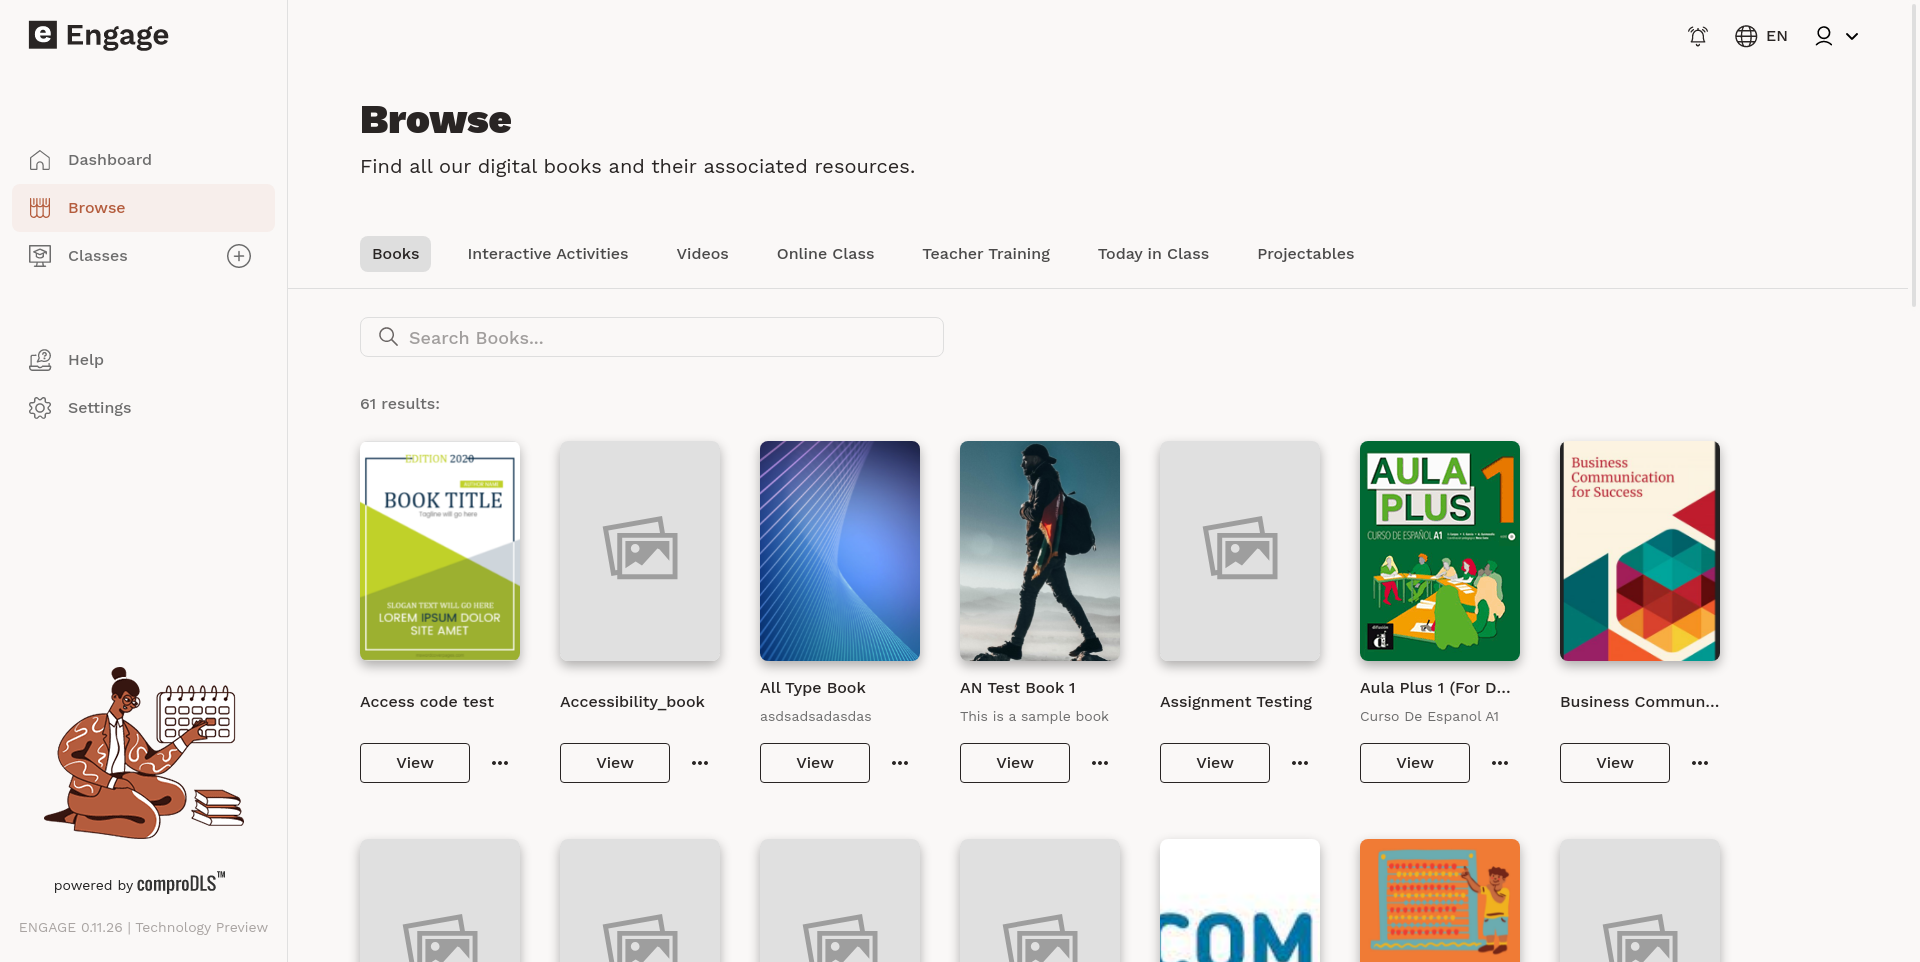 e Engage
EN
Dashboard
Browse
Classes
Help
Settings
powered by comproDLS™
ENGAGE 0.11.26 | Technology Preview
Browse
Find all our digital books and their associated resources.
Books
Interactive Activities
Videos
Online Class
Teacher Training
Today in Class
Projectables
Search Books...
61 results:
EDITION 2020
AUTHOR NAME
BOOK TITLE
Tagline will go here
SLOGAN TEXT WILL GO HERE
LOREM IPSUM DOLOR
SITE AMET
AULA
PLUS
1
CURSO DE ESPAÑOL A1
difusión
Business
Communication
for Success
Access code test
Accessibility_book
All Type Book
asdsadsadasdas
AN Test Book 1
This is a sample book
Assignment Testing
Aula Plus 1 (For D...
Curso De Espanol A1
Business Commun...
View
View
View
View
View
View
View
COM